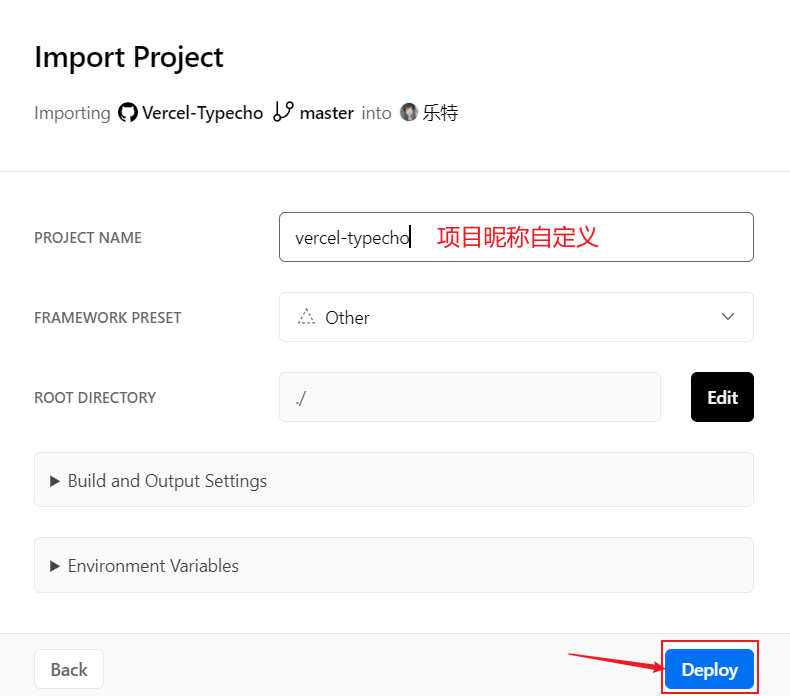 Import Project
Importing Vercel-Typecho master into 乐特
PROJECT NAME vercel-typecho 项目昵称自定义
FRAMEWORK PRESET Other
ROOT DIRECTORY ./ Edit
Build and Output Settings
Environment Variables
Back Deploy